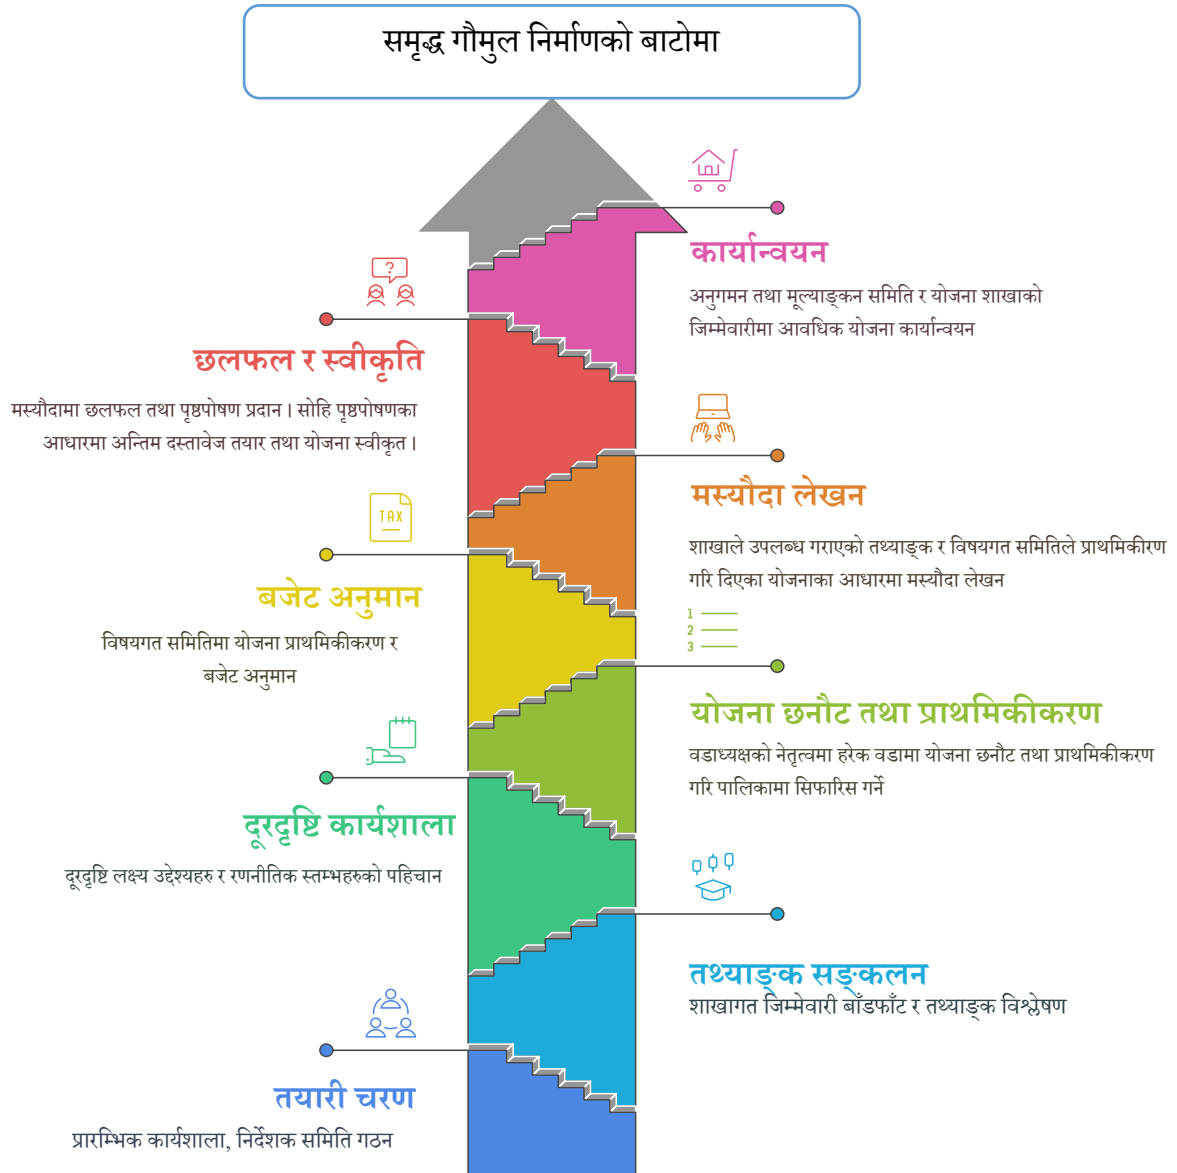 समृद्ध गौमुल निर्माणको बाटोमा
कार्यान्वयन
अनुगमन तथा मूल्याङ्कन समिति र योजना शाखाको
जिम्मेवारीमा आवधिक योजना कार्यान्वयन
?
छलफल र स्वीकृति
मस्यौदामा छलफल तथा पृष्ठपोषण प्रदान । सोहि पृष्ठपोषणका
आधारमा अन्तिम दस्तावेज तयार तथा योजना स्वीकृत ।
मस्यौदा लेखन
शाखाले उपलब्ध गराएको तथ्याङ्क र विषयगत समितिले प्राथमिकीरण
गरि दिएका योजनाका आधारमा मस्यौदा लेखन
TAX
बजेट अनुमान
विषयगत समितिमा योजना प्राथमिकीकरण र
बजेट अनुमान
1
2
3
योजना छनौट तथा प्राथमिकीकरण
वडाध्यक्षको नेतृत्वमा हरेक वडामा योजना छनौट तथा प्राथमिकीकरण
गरि पालिकामा सिफारिस गर्ने
दूरदृष्टि कार्यशाला
दूरदृष्टि लक्ष्य उद्देश्यहरु र रणनीतिक स्तम्भहरुको पहिचान
तथ्याङ्क सङ्कलन
शाखागत जिम्मेवारी बाँडफाँट र तथ्याङ्क विश्लेषण
तयारी चरण
प्रारम्भिक कार्यशाला, निर्देशक समिति गठन